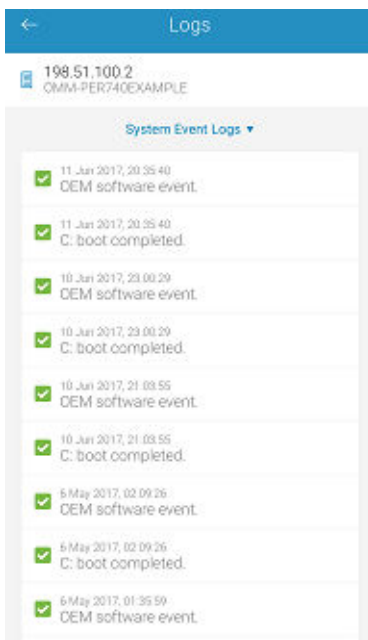 Logs
198.51.100.2
OMM-PER740EXAMPLE
System Event Logs
11 Jun 2017, 20:35:40
OEM software event.
11 Jun 2017, 20:35:40
C: boot completed.
10 Jun 2017, 23:08:29
OEM software event.
10 Jun 2017, 23:08:29
C: boot completed.
10 Jun 2017, 21:03:55
OEM software event.
10 Jun 2017, 21:03:55
C: boot completed.
6 May 2017, 02:09:26
OEM software event.
6 May 2017, 02:09:26
C: boot completed.
6 May 2017, 01:35:59
OEM software event.